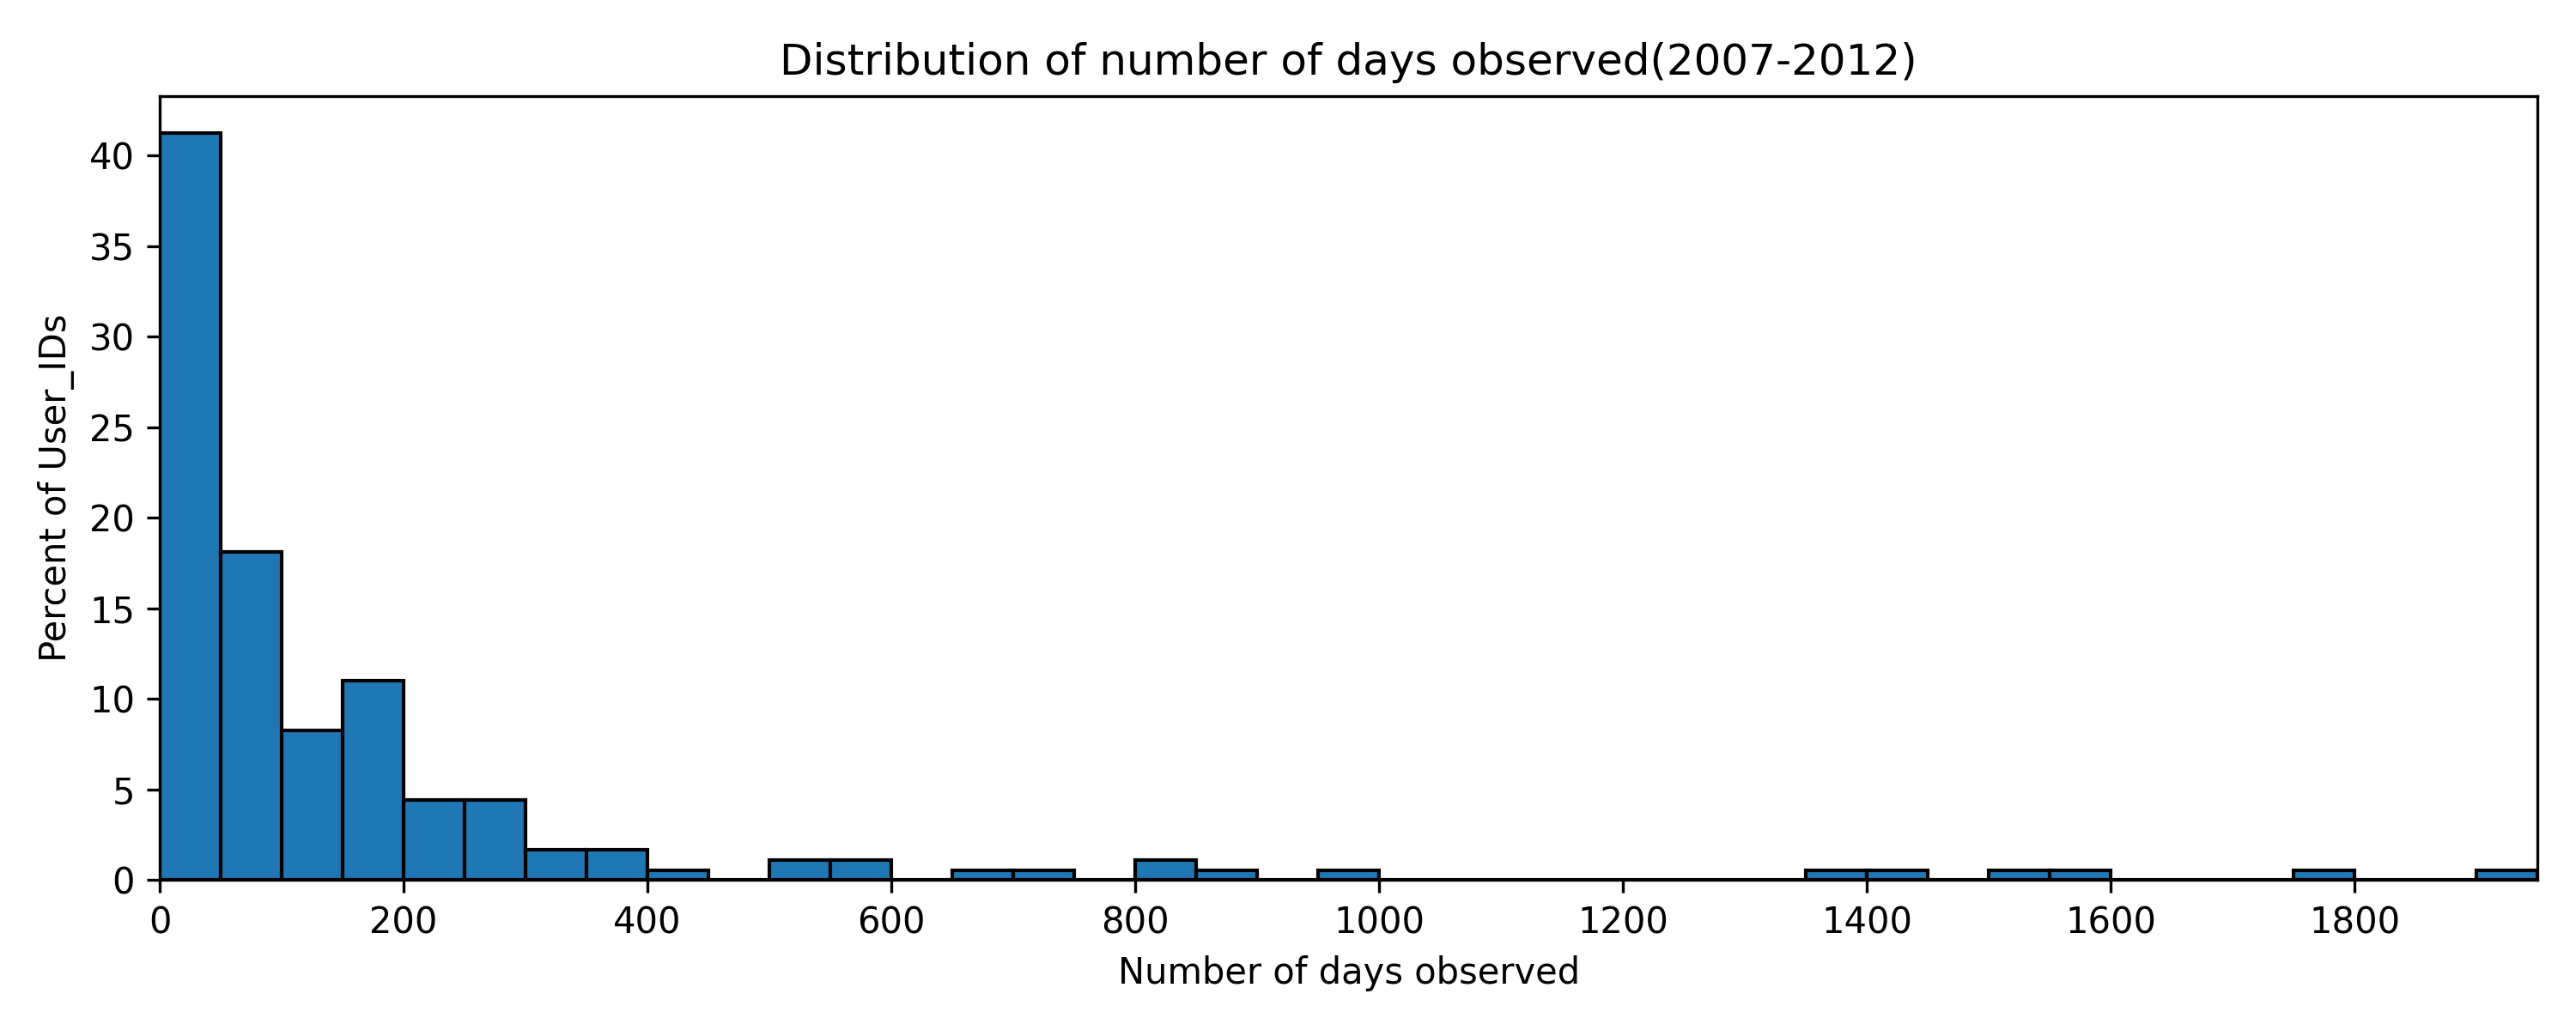 Distribution of number of days observed(2007-2012)
Percent of User_IDs
40
35
30
25
20
15
10
5
0
0 200 400 600 800 1000 1200 1400 1600 1800
Number of days observed